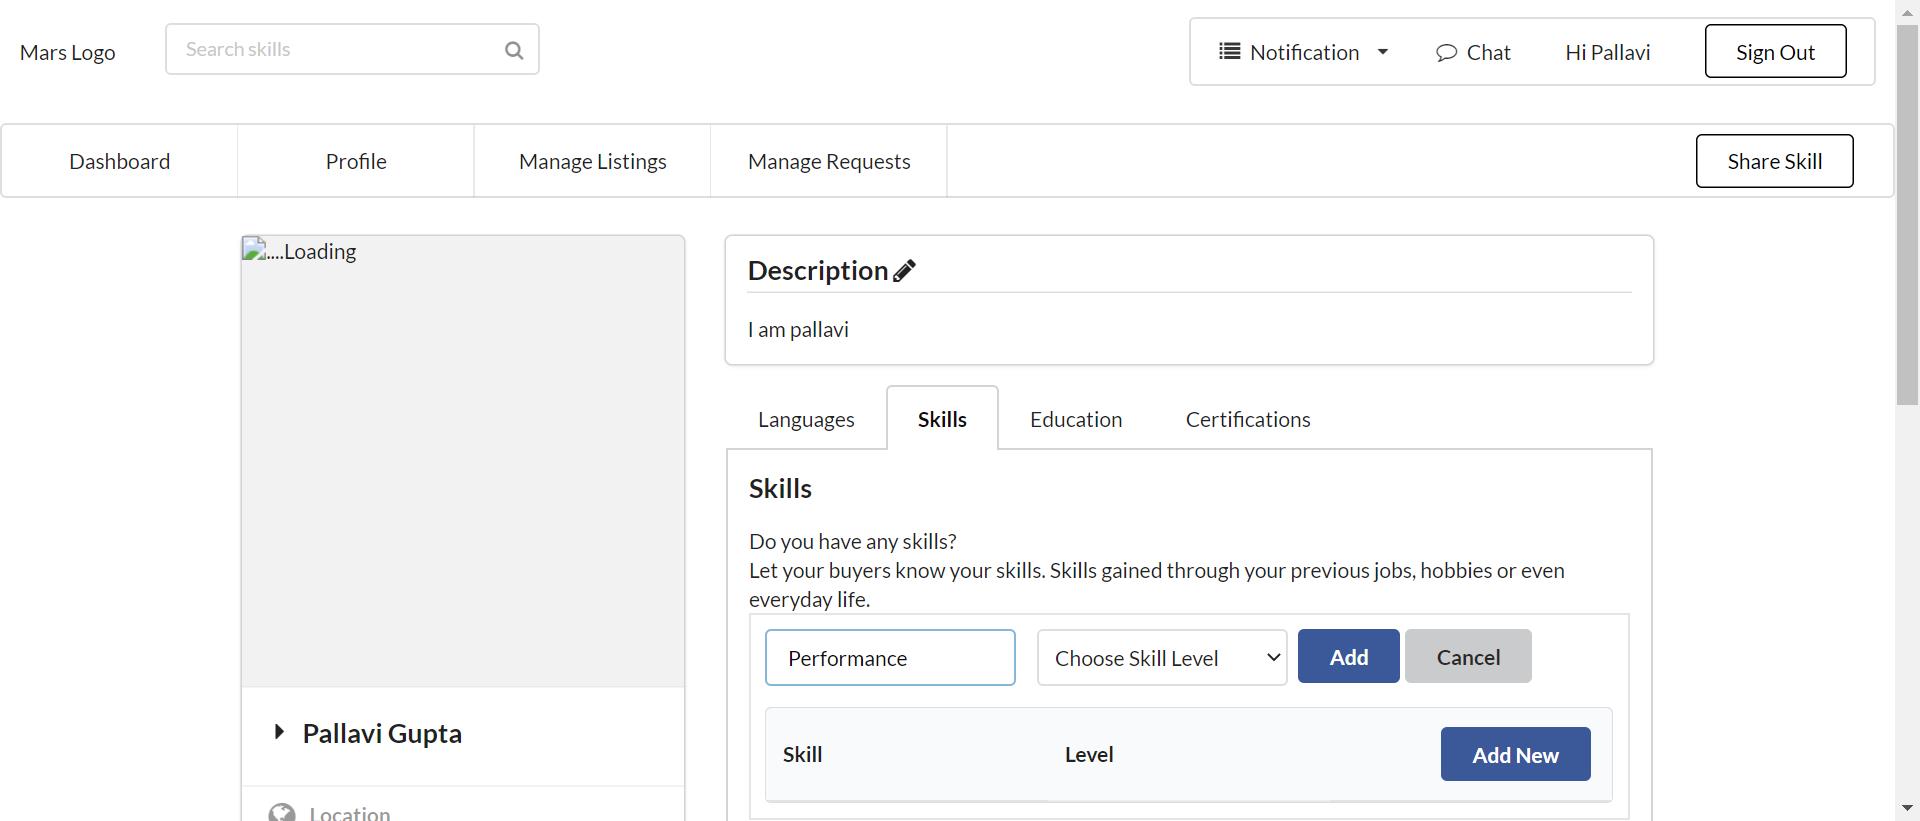 Mars Logo
Search skills
Notification
Chat
Hi Pallavi
Sign Out
Dashboard
Profile
Manage Listings
Manage Requests
Share Skill
....Loading
Pallavi Gupta
Location
Description
I am pallavi
Languages
Skills
Education
Certifications
Skills
Do you have any skills?
Let your buyers know your skills. Skills gained through your previous jobs, hobbies or even
everyday life.
Performance
Choose Skill Level
Add
Cancel
Skill
Level
Add New